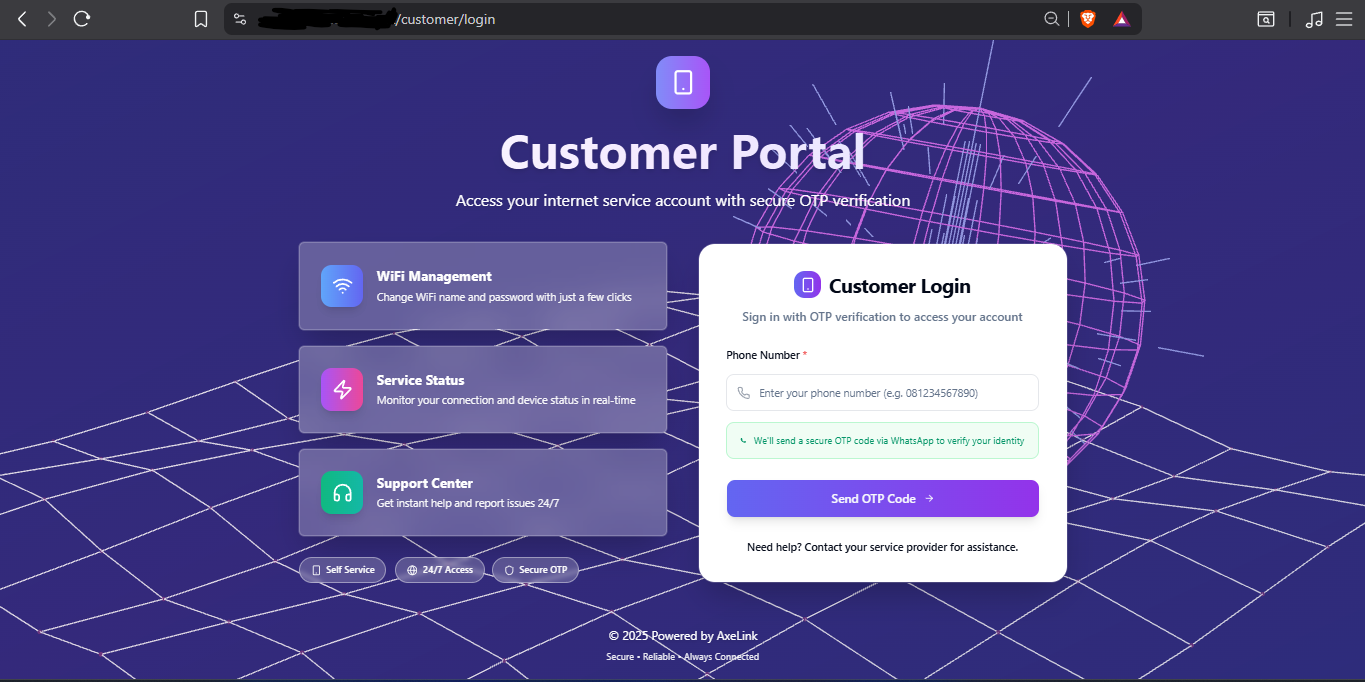 /customer/login
Customer Portal
Access your internet service account with secure OTP verification
WiFi Management
Change WiFi name and password with just a few clicks
Service Status
Monitor your connection and device status in real-time
Support Center
Get instant help and report issues 24/7
Self Service
24/7 Access
Secure OTP
Customer Login
Sign in with OTP verification to access your account
Phone Number *
Enter your phone number (e.g. 081234567890)
We'll send a secure OTP code via WhatsApp to verify your identity
Send OTP Code →
Need help? Contact your service provider for assistance.
© 2025 Powered by AxeLink
Secure • Reliable • Always Connected